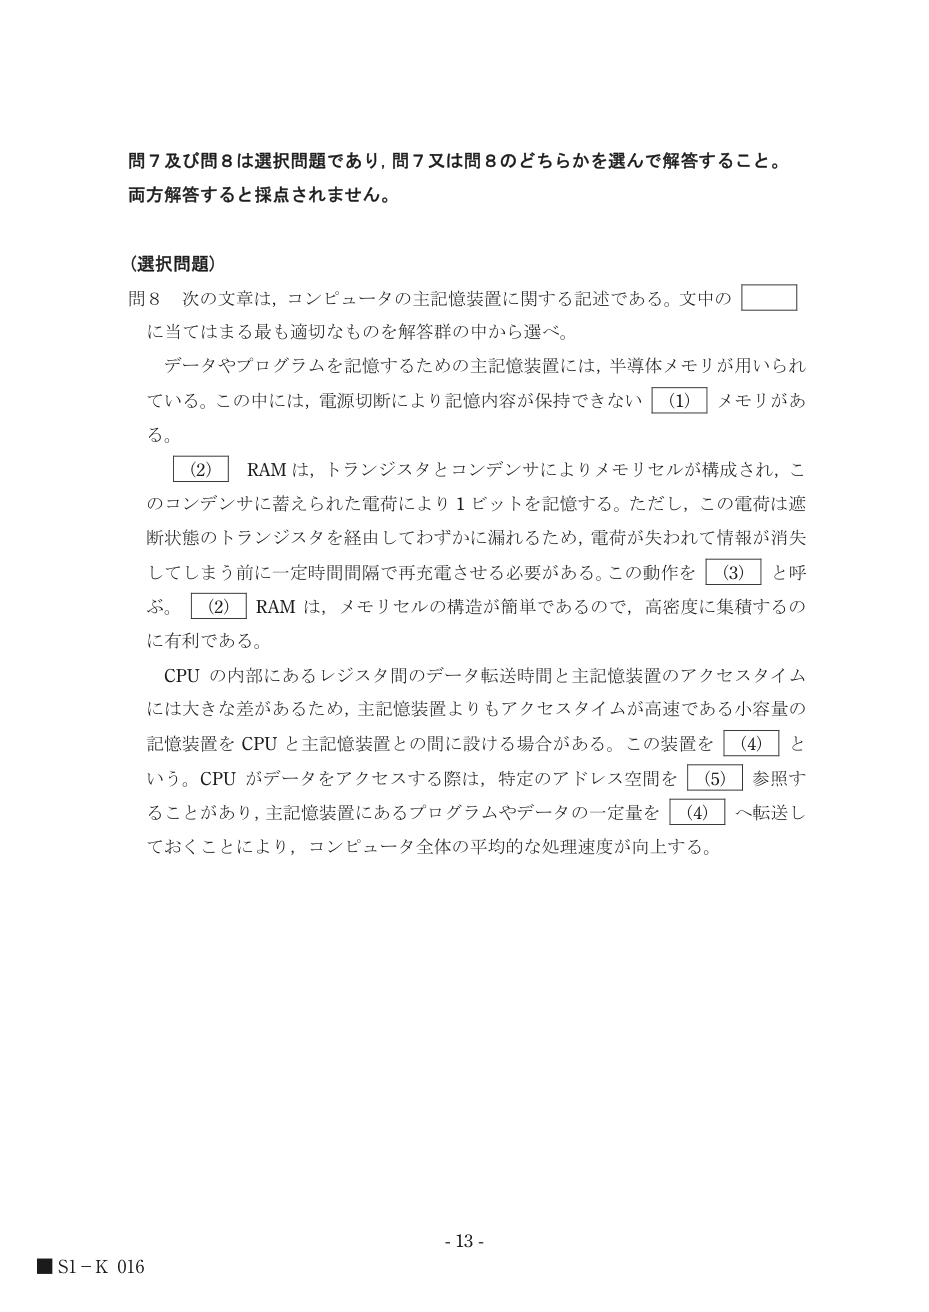 問７及び問８は選択問題であり，問７又は問８のどちらかを選んで解答すること。
両方解答すると採点されません。
（選択問題）
問８　次の文章は，コンピュータの主記憶装置に関する記述である。文中の
に当てはまる最も適切なものを解答群の中から選べ。
データやプログラムを記憶するための主記憶装置には，半導体メモリが用いられ
ている。この中には，電源切断により記憶内容が保持できない （1） メモリがあ
る。
（2） RAM は，トランジスタとコンデンサによりメモリセルが構成され，こ
のコンデンサに蓄えられた電荷により 1 ビットを記憶する。ただし，この電荷は遮
断状態のトランジスタを経由してわずかに漏れるため，電荷が失われて情報が消失
してしまう前に一定時間間隔で再充電させる必要がある。この動作を （3） と呼
ぶ。 （2） RAM は，メモリセルの構造が簡単であるので，高密度に集積するの
に有利である。
CPU の内部にあるレジスタ間のデータ転送時間と主記憶装置のアクセスタイム
には大きな差があるため，主記憶装置よりもアクセスタイムが高速である小容量の
記憶装置を CPU と主記憶装置との間に設ける場合がある。この装置を （4） と
いう。CPU がデータをアクセスする際は，特定のアドレス空間を （5） 参照す
ることがあり，主記憶装置にあるプログラムやデータの一定量を （4） へ転送し
ておくことにより，コンピュータ全体の平均的な処理速度が向上する。
- 13 -
■ S1－K 016